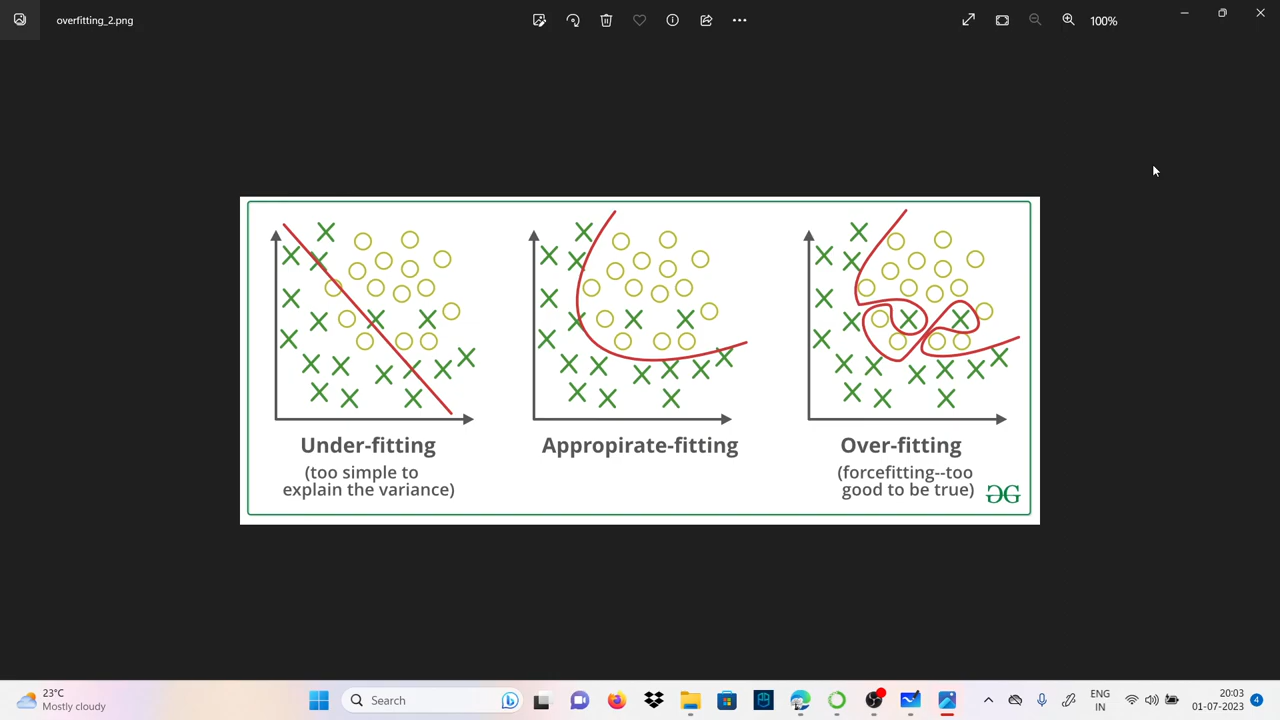 overfitting_2.png
100%
Under-fitting
(too simple to
explain the variance)
Appropirate-fitting
Over-fitting
(forcefitting--too
good to be true)
23°C
Mostly cloudy
Search
ENG
IN
20:03
01-07-2023
4